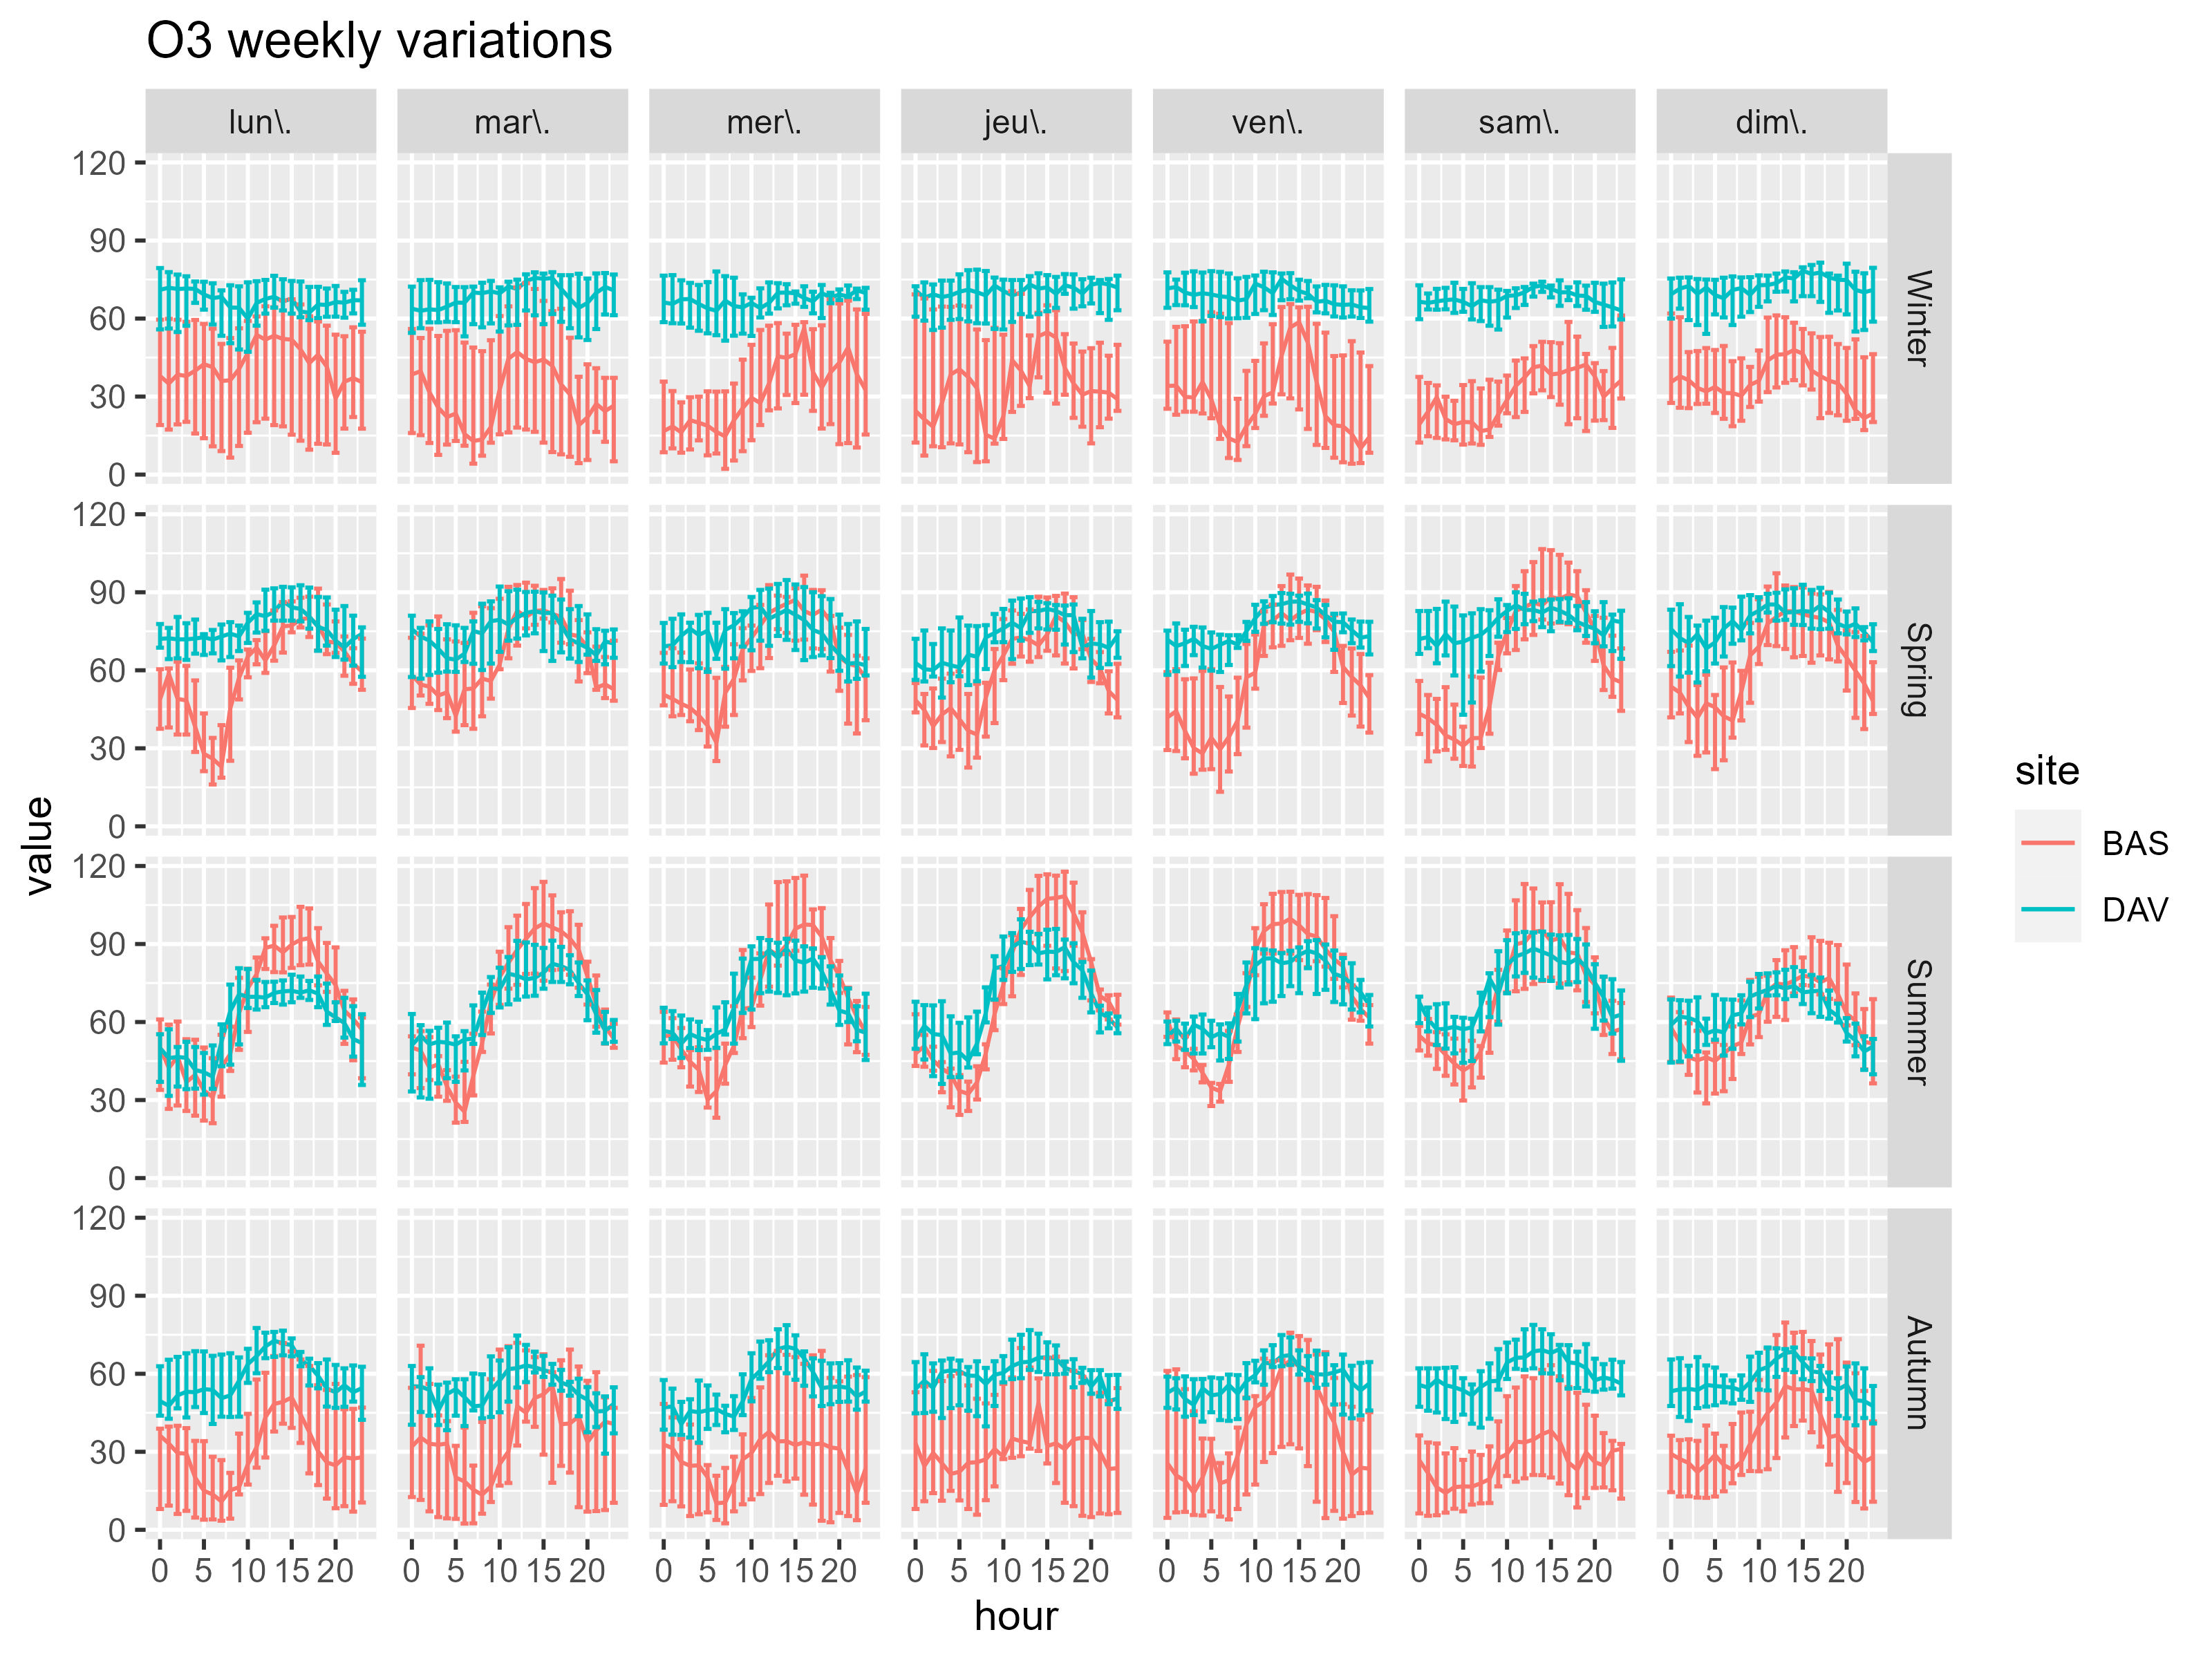 O3 weekly variations
lun\. mar\. mer\. jeu\. ven\. sam\. dim\.
120
90
60
30
0
Winter
120
90
60
30
0
Spring
120
90
60
30
0
Summer
120
90
60
30
0
Autumn
0 5 10 15 20 0 5 10 15 20 0 5 10 15 20 0 5 10 15 20 0 5 10 15 20 0 5 10 15 20 0 5 10 15 20
hour
value
site
BAS
DAV